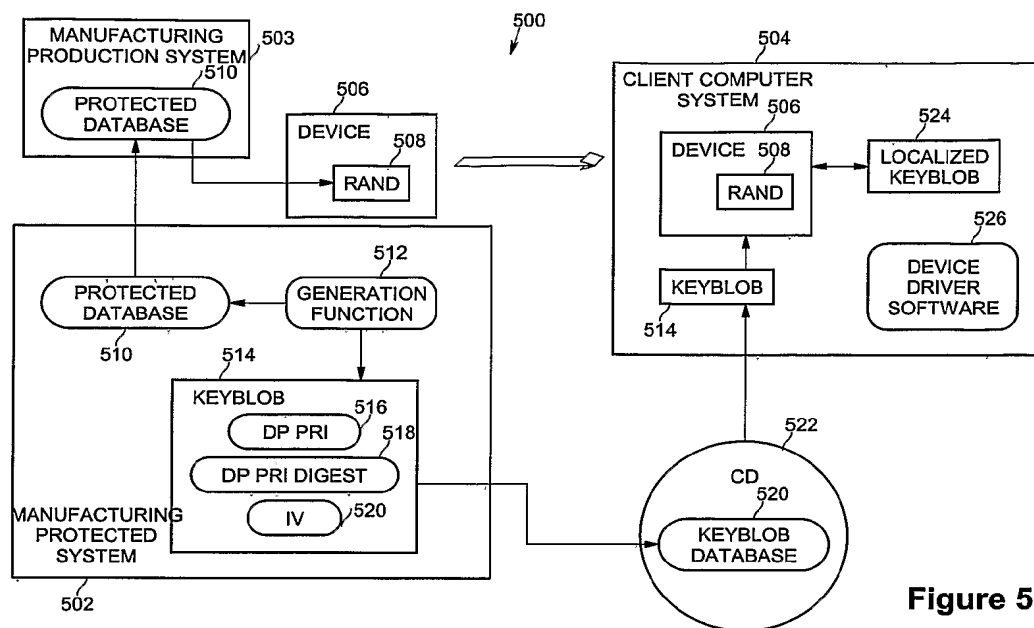 500
MANUFACTURING
PRODUCTION SYSTEM
503
510
PROTECTED
DATABASE
506
DEVICE
508
RAND
504
CLIENT COMPUTER
SYSTEM
506
DEVICE
508
RAND
524
LOCALIZED
KEYBLOB
526
DEVICE
DRIVER
SOFTWARE
KEYBLOB
514
PROTECTED
DATABASE
510
512
GENERATION
FUNCTION
514
KEYBLOB
516
DP PRI
518
DP PRI DIGEST
IV
520
MANUFACTURING
PROTECTED
SYSTEM
502
522
CD
520
KEYBLOB
DATABASE
Figure 5